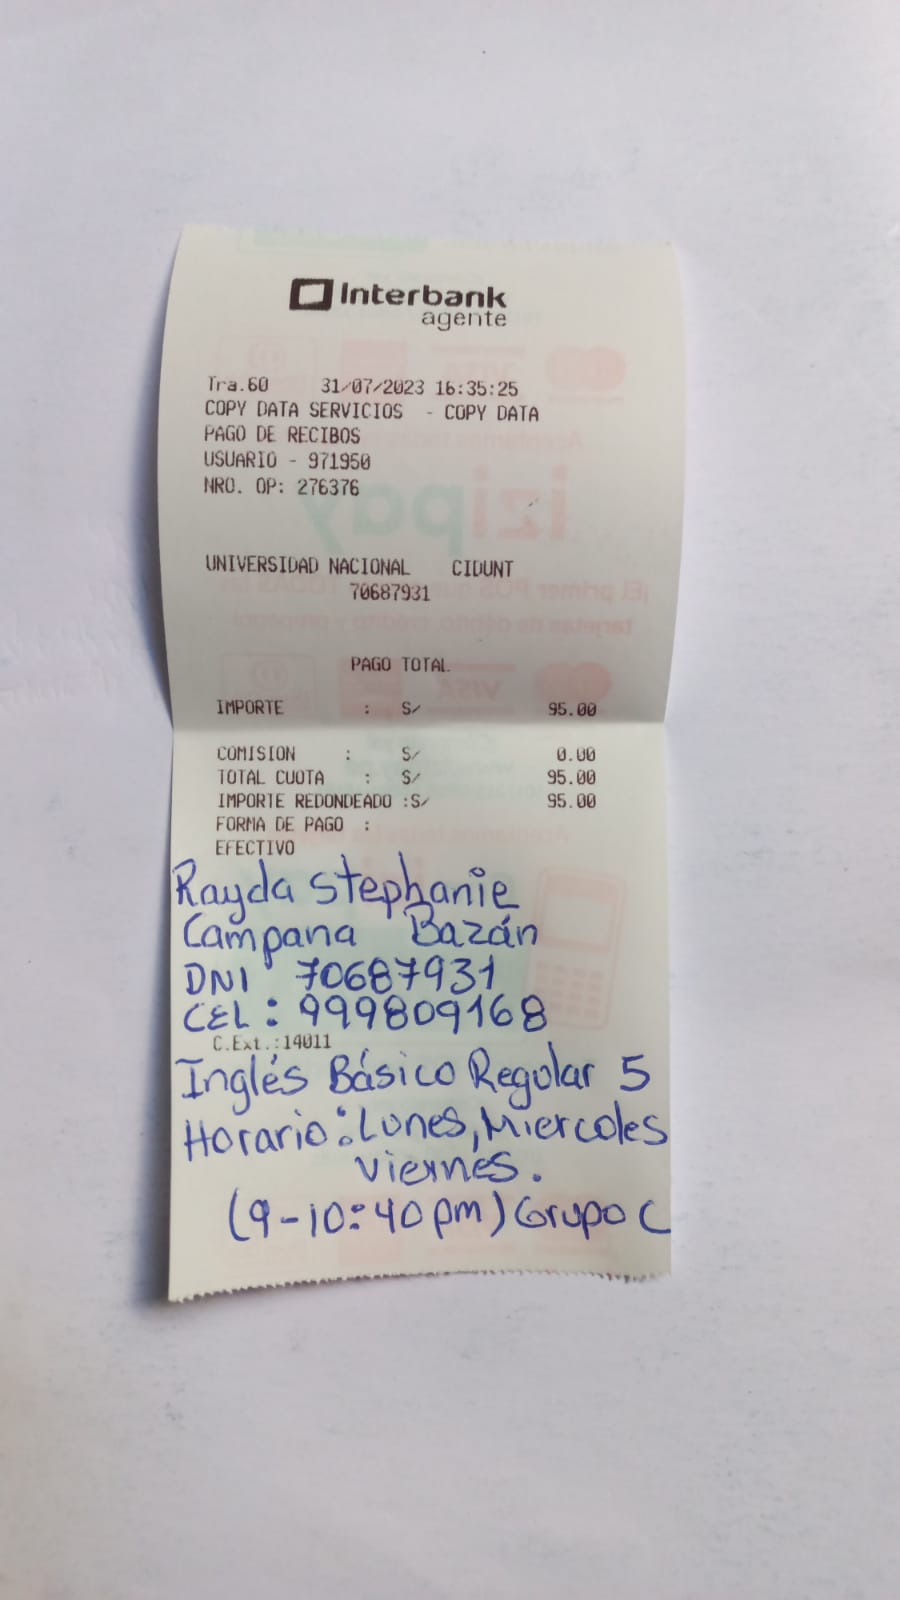 Interbank
agente
Tra.60 31/07/2023 16:35:25
COPY DATA SERVICIOS - COPY DATA
PAGO DE RECIBOS
USUARIO - 971950
NRO. OP: 276376
izipay
UNIVERSIDAD NACIONAL CIDUNT
70687931
PAGO TOTAL
IMPORTE : S/ 95.00
COMISION : S/ 0.00
TOTAL CUOTA : S/ 95.00
IMPORTE REDONDEADO :S/ 95.00
FORMA DE PAGO :
EFECTIVO
Rayda Stephanie
Campana Bazán
DNI 70687931
CEL: 999809168
C.Ext.:14011
Inglés Básico Regular 5
Horario: Lunes, Miercoles
viernes.
(9-10:40pm) Grupo C